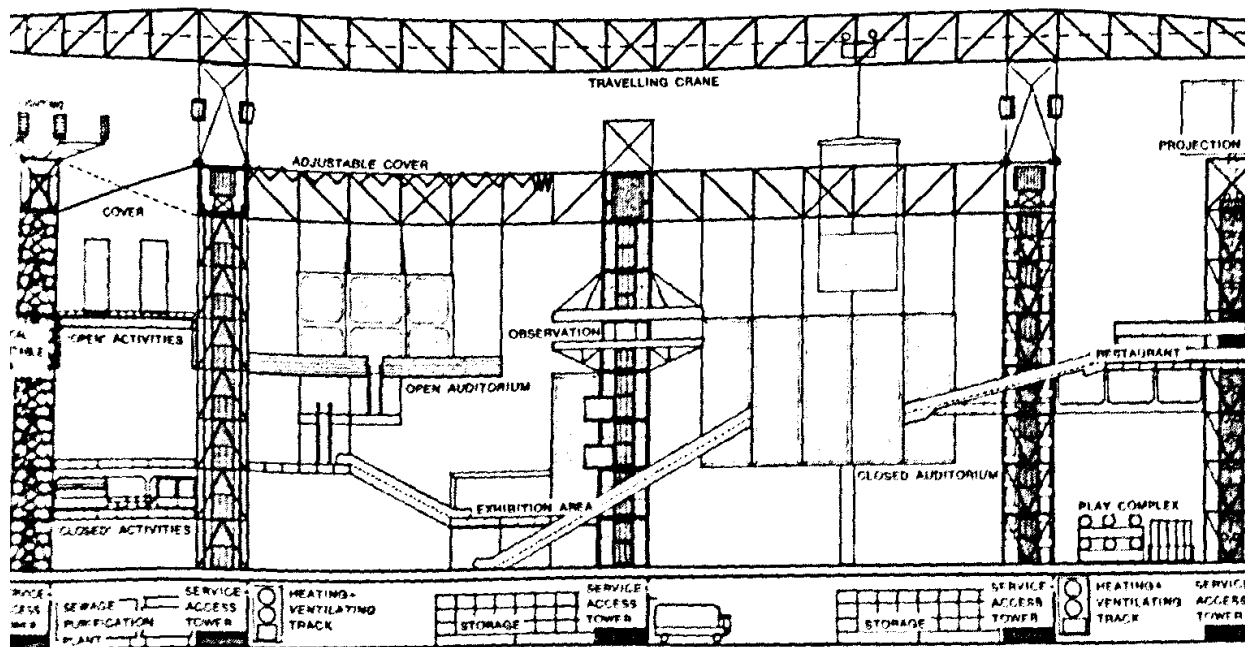 TRAVELLING CRANE
ADJUSTABLE COVER
PROJECTION
COVER
OBSERVATION
'OPEN' ACTIVITIES
RESTAURANT
OPEN AUDITORIUM
CLOSED AUDITORIUM
EXHIBITION AREA
PLAY COMPLEX
'CLOSED' ACTIVITIES
SEWAGE
PURIFICATION
PLANT
SERVICE
ACCESS
TOWER
HEATING+
VENTILATING
TRACK
STORAGE
SERVICE
ACCESS
TOWER
STORAGE
SERVICE
ACCESS
TOWER
HEATING+
VENTILATING
TRACK
SERVICE
ACCESS
TOWER